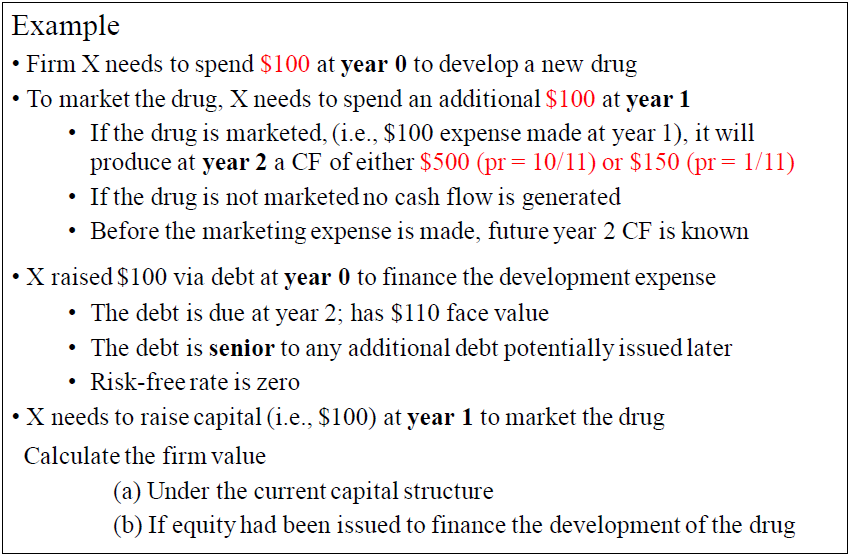 Example
• Firm X needs to spend $100 at year 0 to develop a new drug
• To market the drug, X needs to spend an additional $100 at year 1
• If the drug is marketed, (i.e., $100 expense made at year 1), it will
produce at year 2 a CF of either $500 (pr = 10/11) or $150 (pr = 1/11)
• If the drug is not marketed no cash flow is generated
• Before the marketing expense is made, future year 2 CF is known
• X raised $100 via debt at year 0 to finance the development expense
• The debt is due at year 2; has $110 face value
• The debt is senior to any additional debt potentially issued later
• Risk-free rate is zero
• X needs to raise capital (i.e., $100) at year 1 to market the drug
Calculate the firm value
(a) Under the current capital structure
(b) If equity had been issued to finance the development of the drug